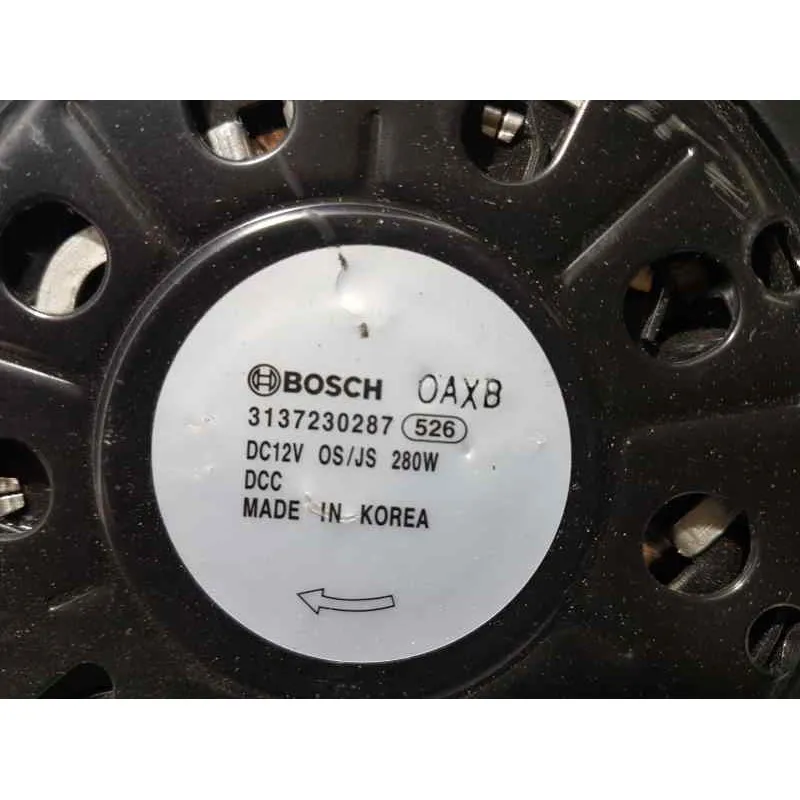 BOSCH OAXB
3137230287 526
DC12V OS/JS 280W
DCC
MADE IN KOREA